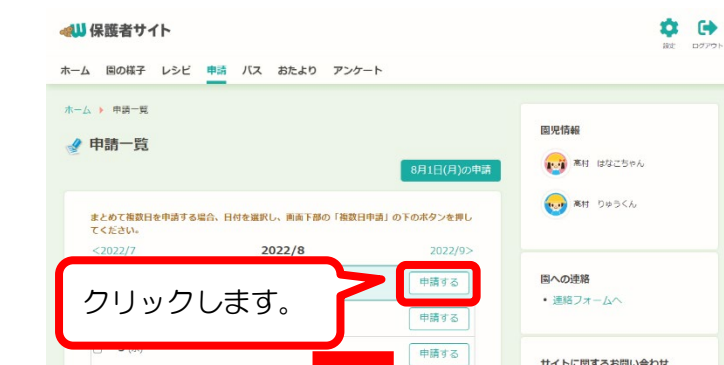 保護者サイト
設定 ログアウト
ホーム 園の様子 レシピ 申請 バス おたより アンケート
ホーム 申請一覧
申請一覧
8月1日(月)の申請
まとめて複数日を申請する場合、日付を選択し、画面下部の「複数日申請」の下のボタンを押し
てください。
<2022/7 2022/8 2022/9>
申請する
クリックします。
申請する
申請する
園児情報
髙村 はなこちゃん
髙村 りゅうくん
園への連絡
・ 連絡フォームへ
サイトに関するお問い合わせ